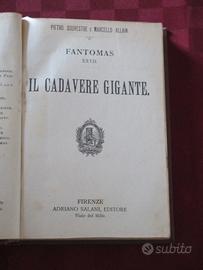 PIETRO SOUVESTRE e MARCELLO ALLAIN
FANTOMAS
XXVII
IL CADAVERE GIGANTE.
FIRENZE
ADRIANO SALANI, EDITORE
Viale dei Mille.
subito